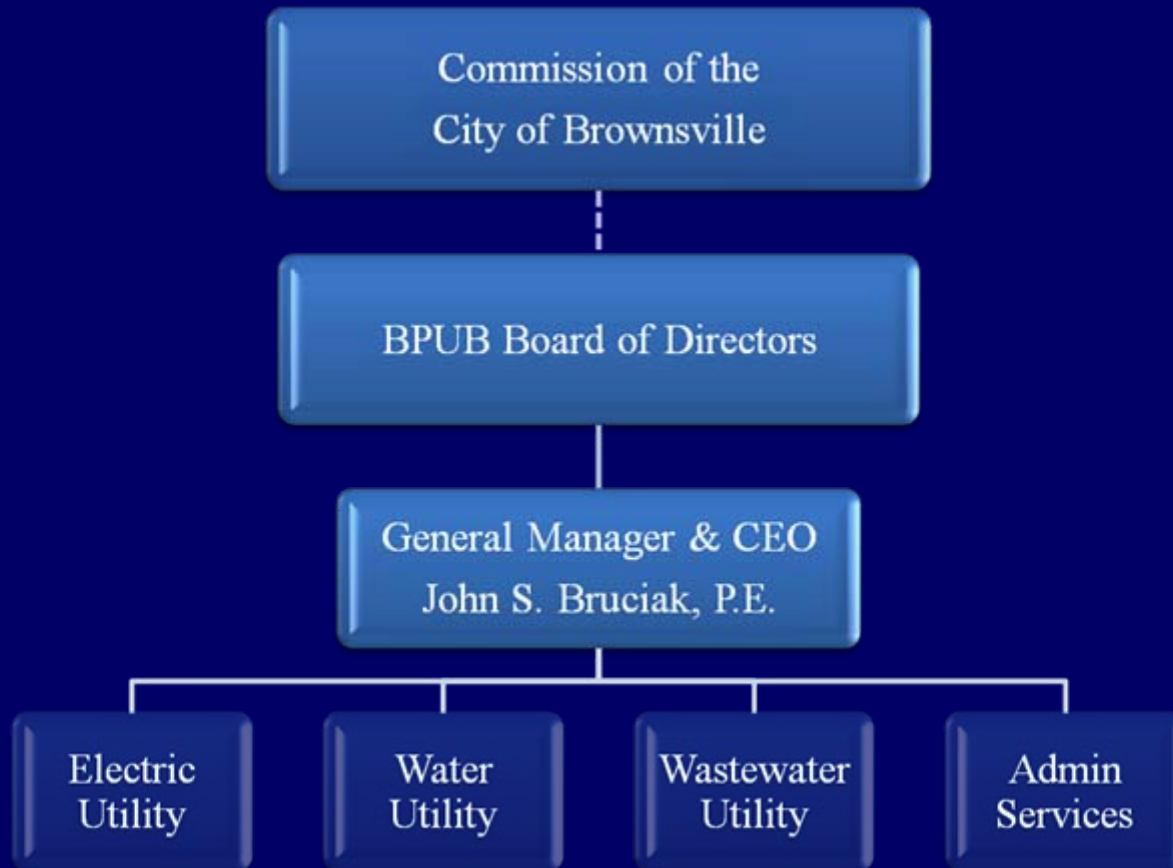 Commission of the
City of Brownsville
BPUB Board of Directors
General Manager & CEO
John S. Bruciak, P.E.
Electric
Utility
Water
Utility
Wastewater
Utility
Admin
Services